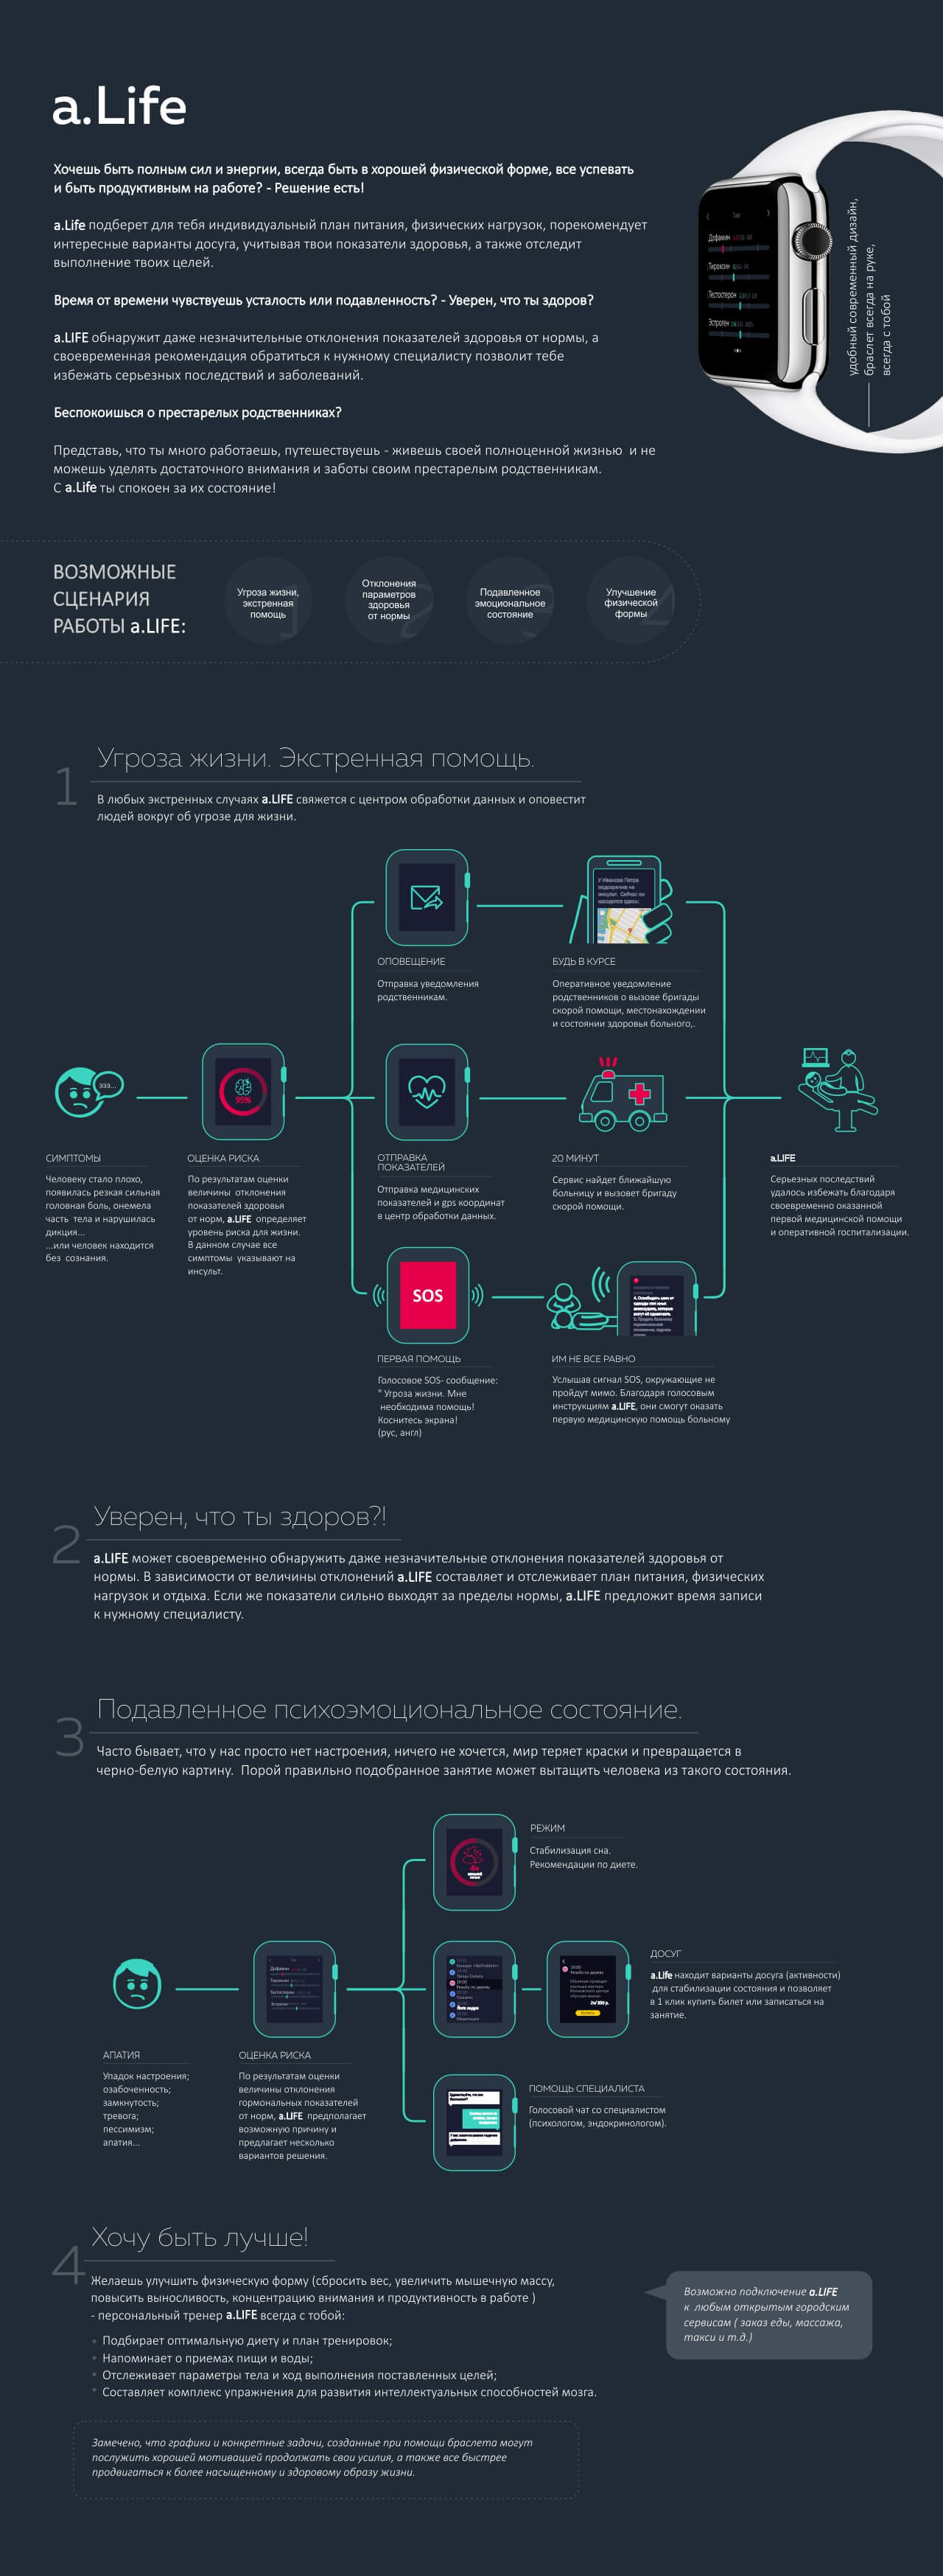 a.Life
Хочешь быть полным сил и энергии, всегда быть в хорошей физической форме, все успевать
и быть продуктивным на работе? - Решение есть!
a.Life подберет для тебя индивидуальный план питания, физических нагрузок, порекомендует
интересные варианты досуга, учитывая твои показатели здоровья, а также отследит
выполнение твоих целей.
Время от времени чувствуешь усталость или подавленность? - Уверен, что ты здоров?
a.LIFE обнаружит даже незначительные отклонения показателей здоровья от нормы, а
своевременная рекомендация обратиться к нужному специалисту позволит тебе
избежать серьезных последствий и заболеваний.
Беспокоишься о престарелых родственниках?
Представь, что ты много работаешь, путешествуешь - живешь своей полноценной жизнью и не
можешь уделять достаточного внимания и заботы своим престарелым родственникам.
С a.Life ты спокоен за их состояние!
Дофамин
Тироксин
Тестостерон
Эстроген
удобный современный дизайн,
браслет всегда на руке,
всегда с тобой
ВОЗМОЖНЫЕ
СЦЕНАРИЯ
РАБОТЫ a.LIFE:
1
Угроза жизни,
экстренная
помощь
2
Отклонения
параметров
здоровья
от нормы
3
Подавленное
эмоциональное
состояние
4
Улучшение
физической
формы
1
Угроза жизни. Экстренная помощь.
В любых экстренных случаях a.LIFE свяжется с центром обработки данных и оповестит
людей вокруг об угрозе для жизни.
У Иванова Петра
подозрение на
инсульт. Сейчас он
находится здесь:
ОПОВЕЩЕНИЕ
Отправка уведомления
родственникам.
БУДЬ В КУРСЕ
Оперативное уведомление
родственников о вызове бригады
скорой помощи, местонахождении
и состоянии здоровья больного,.
эээ...
95%
СИМПТОМЫ
Человеку стало плохо,
появилась резкая сильная
головная боль, онемела
часть тела и нарушилась
дикция...
...или человек находится
без сознания.
ОЦЕНКА РИСКА
По результатам оценки
величины отклонения
показателей здоровья
от норм, a.LIFE определяет
уровень риска для жизни.
В данном случае все
симптомы указывают на
инсульт.
ОТПРАВКА
ПОКАЗАТЕЛЕЙ
Отправка медицинских
показателей и gps координат
в центр обработки данных.
20 МИНУТ
Сервис найдет ближайшую
больницу и вызовет бригаду
скорой помощи.
a.LIFE
Серьезных последствий
удалось избежать благодаря
своевременно оказанной
первой медицинской помощи
и оперативной госпитализации.
SOS
ПЕРВАЯ ПОМОЩЬ
Голосовое SOS- сообщение:
" Угроза жизни. Мне
необходима помощь!
Коснитесь экрана!
(рус, англ)
ИМ НЕ ВСЕ РАВНО
Услышав сигнал SOS, окружающие не
пройдут мимо. Благодаря голосовым
инструкциям a.LIFE, они смогут оказать
первую медицинскую помощь больному
2
Уверен, что ты здоров?!
a.LIFE может своевременно обнаружить даже незначительные отклонения показателей здоровья от
нормы. В зависимости от величины отклонений a.LIFE составляет и отслеживает план питания, физических
нагрузок и отдыха. Если же показатели сильно выходят за пределы нормы, a.LIFE предложит время записи
к нужному специалисту.
3
Подавленное психоэмоциональное состояние.
Часто бывает, что у нас просто нет настроения, ничего не хочется, мир теряет краски и превращается в
черно-белую картину. Порой правильно подобранное занятие может вытащить человека из такого состояния.
РЕЖИМ
Стабилизация сна.
Рекомендации по диете.
Дофамин
Тироксин
Тестостерон
Эстроген
ДОСУГ
a.Life находит варианты досуга (активности)
для стабилизации состояния и позволяет
в 1 клик купить билет или записаться на
занятие.
АПАТИЯ
Упадок настроения;
озабоченность;
замкнутость;
тревога;
пессимизм;
апатия...
ОЦЕНКА РИСКА
По результатам оценки
величины отклонения
гормональных показателей
от норм, a.LIFE предполагает
возможную причину и
предлагает несколько
вариантов решения.
ПОМОЩЬ СПЕЦИАЛИСТА
Голосовой чат со специалистом
(психологом, эндокринологом).
4
Хочу быть лучше!
Желаешь улучшить физическую форму (сбросить вес, увеличить мышечную массу,
повысить выносливость, концентрацию внимания и продуктивность в работе )
- персональный тренер a.LIFE всегда с тобой:
• Подбирает оптимальную диету и план тренировок;
• Напоминает о приемах пищи и воды;
• Отслеживает параметры тела и ход выполнения поставленных целей;
• Составляет комплекс упражнения для развития интеллектуальных способностей мозга.
Возможно подключение a.LIFE
к любым открытым городским
сервисам ( заказ еды, массажа,
такси и т.д.)
Замечено, что графики и конкретные задачи, созданные при помощи браслета могут
послужить хорошей мотивацией продолжать свои усилия, а также все быстрее
продвигаться к более насыщенному и здоровому образу жизни.